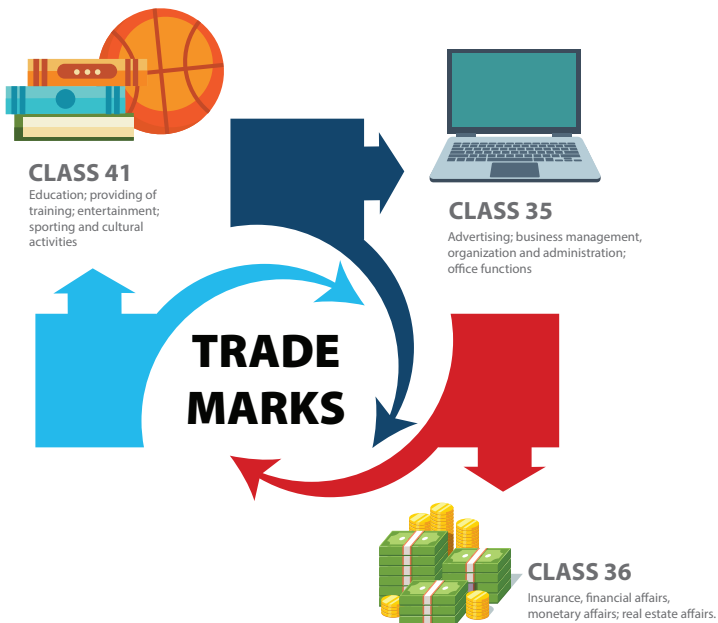 CLASS 41
Education; providing of
training; entertainment;
sporting and cultural
activities
CLASS 35
Advertising; business management,
organization and administration;
office functions
TRADE
MARKS
CLASS 36
Insurance, financial affairs,
monetary affairs; real estate affairs.